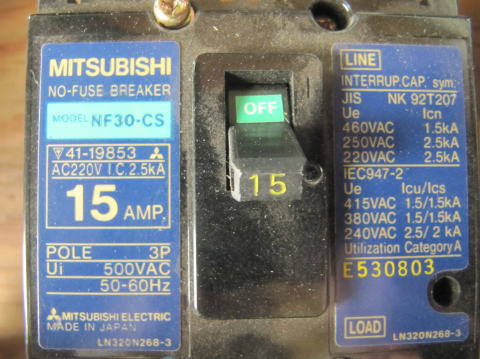 MITSUBISHI
NO-FUSE BREAKER
MODEL NF30-CS
▽41-19853
AC220V I.C. 2.5kA
15 AMP.
POLE 3P
Ui 500VAC
50-60Hz
MITSUBISHI ELECTRIC
MADE IN JAPAN
LN320N268-3
OFF
15
LINE
INTERRUP.CAP. sym.
JIS NK 92T207
Ue Icn
460VAC 1.5kA
250VAC 2.5kA
220VAC 2.5kA
IEC947-2
Ue Icu/Ics
415VAC 1.5/1.5kA
380VAC 1.5/1.5kA
240VAC 2.5/ 2 kA
Utilization Category A
E530803
LOAD
LN320N268-3